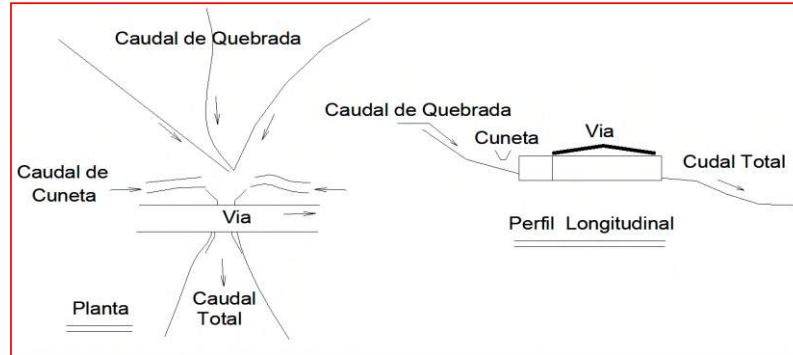 Caudal de Quebrada
Caudal de
Cuneta
Via
Caudal
Total
Planta
Caudal de Quebrada
Cuneta
Via
Cudal Total
Perfil Longitudinal